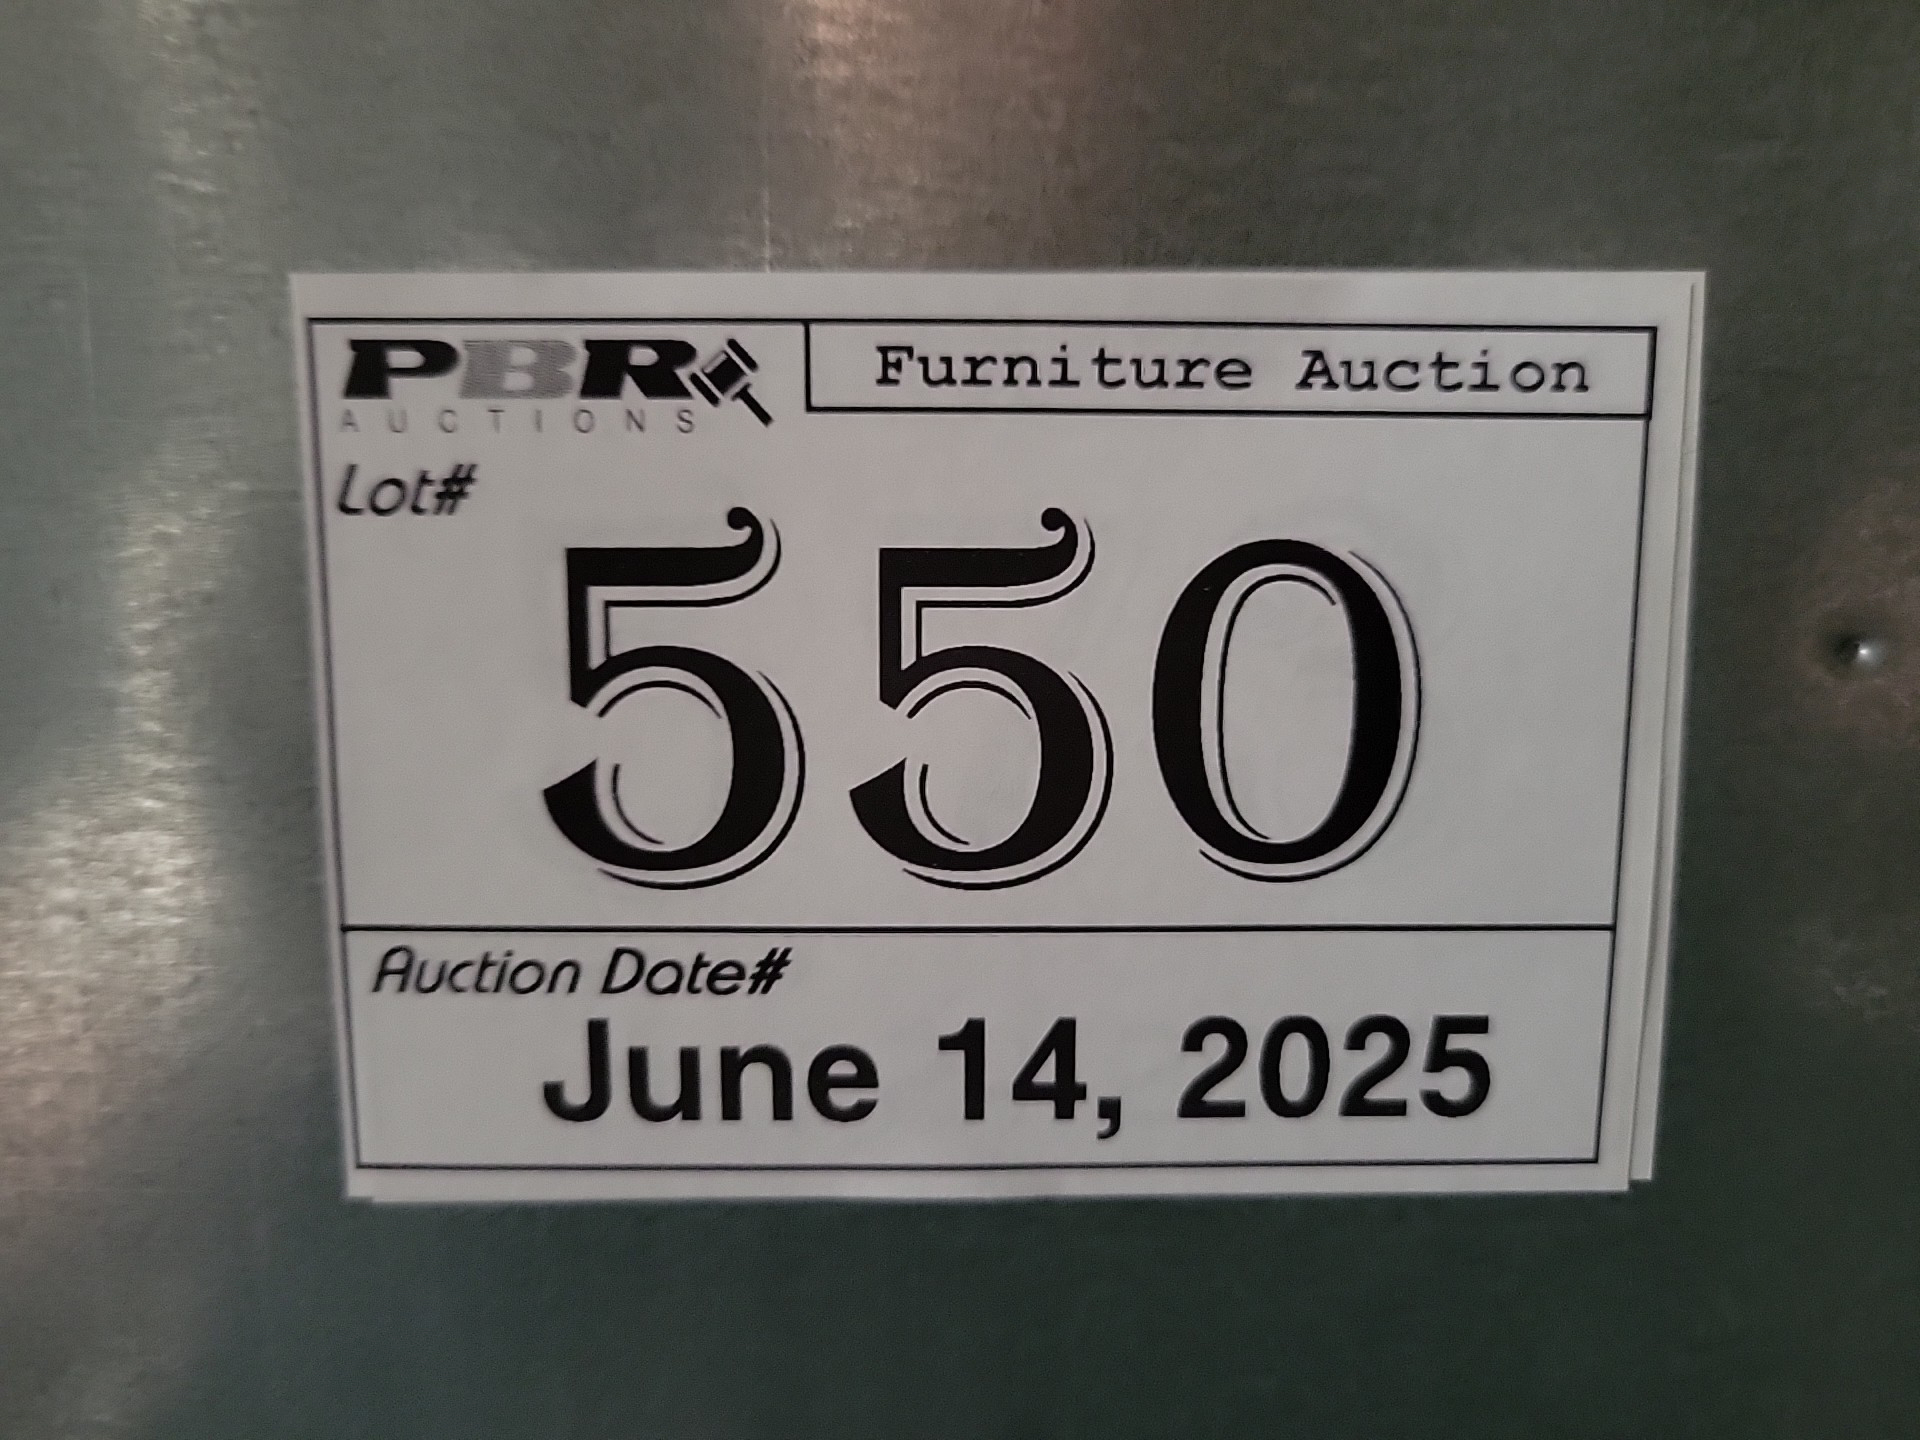 PBR
AUCTIONS
Furniture Auction
Lot#
550
Auction Date#
June 14, 2025